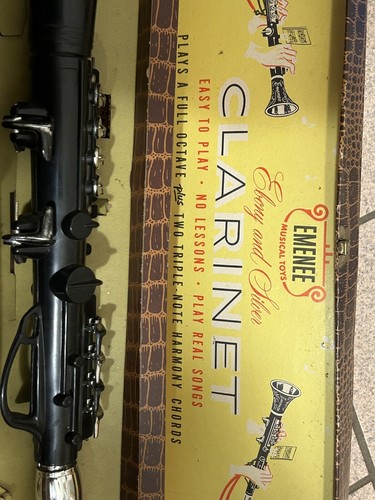 EMENEE
MUSICAL TOYS
Ebony and Silver
CLARINET
EASY TO PLAY · NO LESSONS · PLAY REAL SONGS
PLAYS A FULL OCTAVE plus TWO TRIPLE-NOTE HARMONY CHORDS